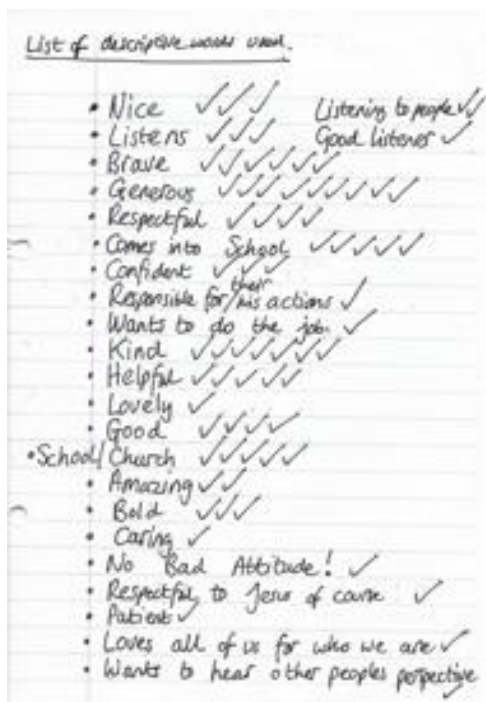 List of descriptive words used.
• Nice ✓✓✓ Listening to people ✓✓
• Listens ✓✓✓ Good listener ✓
• Brave ✓✓✓✓✓✓
• Generous ✓✓✓✓✓✓✓✓
• Respectful ✓✓✓✓
• Comes into School ✓✓✓✓✓
• Confident ✓✓✓
• Responsible for/their his actions ✓
• Wants to do the job. ✓
• Kind ✓✓✓✓✓✓✓
• Helpful ✓✓✓✓✓
• Lovely ✓
• Good ✓✓✓✓
• School/Church ✓✓✓✓✓
• Amazing ✓✓
• Bold ✓✓✓
• Caring ✓
• No Bad Attitude! ✓
• Respectful to Jesus of course ✓
• Patient ✓
• Loves all of us for who we are ✓
• Wants to hear other peoples perspective ✓